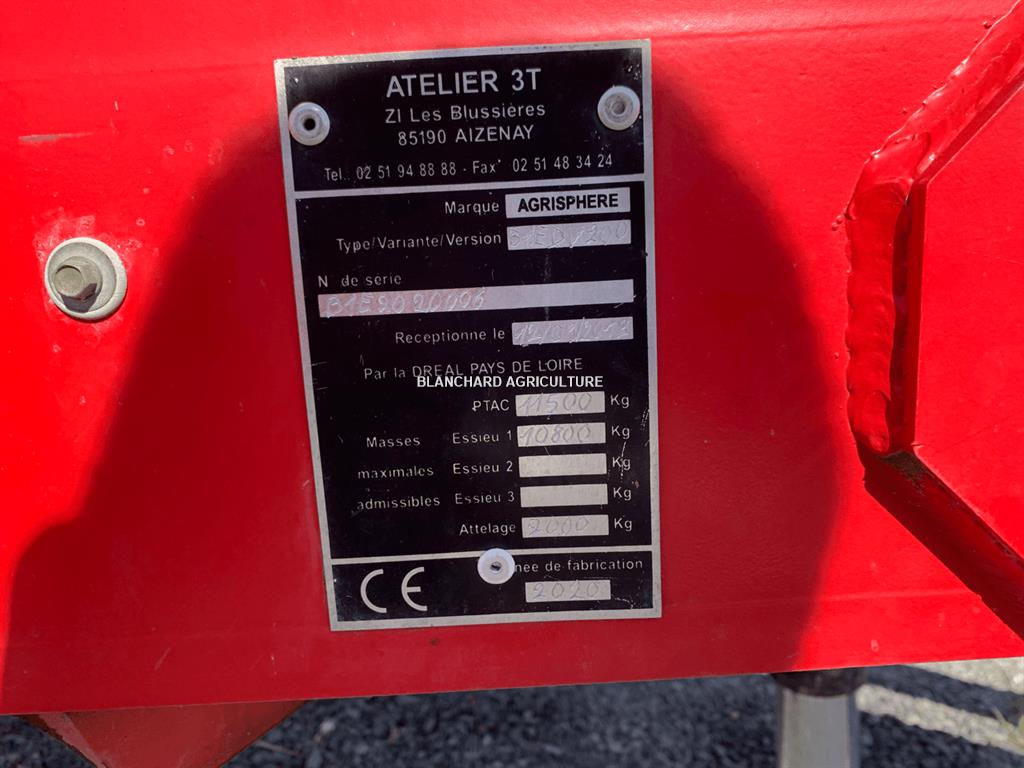 ATELIER 3T
ZI Les Blussières
85190 AIZENAY
Tel.: 02 51 94 88 88 - Fax: 02 51 48 34 24
Marque AGRISPHERE
Type/Variante/Version
N de série
B1E2020006
Receptionne le
Par la DREAL PAYS DE LOIRE
BLANCHARD AGRICULTURE
PTAC 11500 Kg
Masses Essieu 1 10800 Kg
maximales Essieu 2 Kg
admissibles Essieu 3 Kg
Attelage 2000 Kg
CE née de fabrication
2020